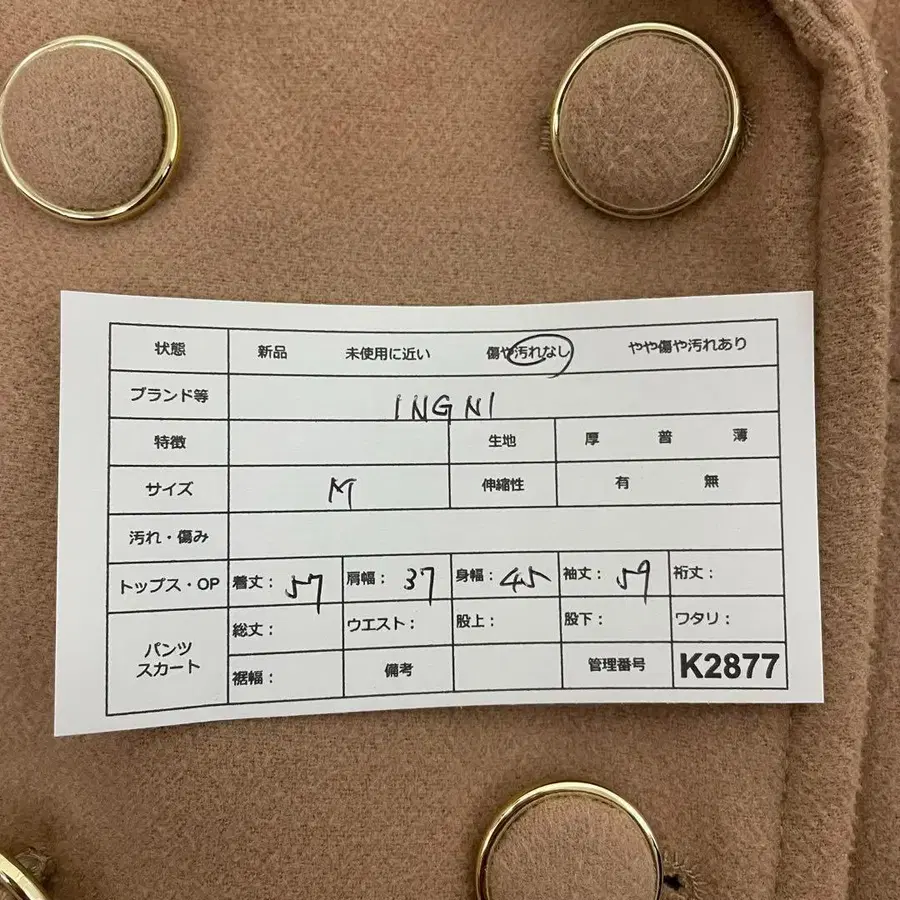 状態 新品 未使用に近い 傷や汚れなし やや傷や汚れあり
ブランド等 INGNI
特徴 生地 厚 普 薄
サイズ M 伸縮性 有 無
汚れ・傷み
トップス・OP 着丈: 57 肩幅: 37 身幅: 45 袖丈: 59 裄丈:
パンツ スカート 総丈: ウエスト: 股上: 股下: ワタリ:
裾幅: 備考 管理番号 K2877